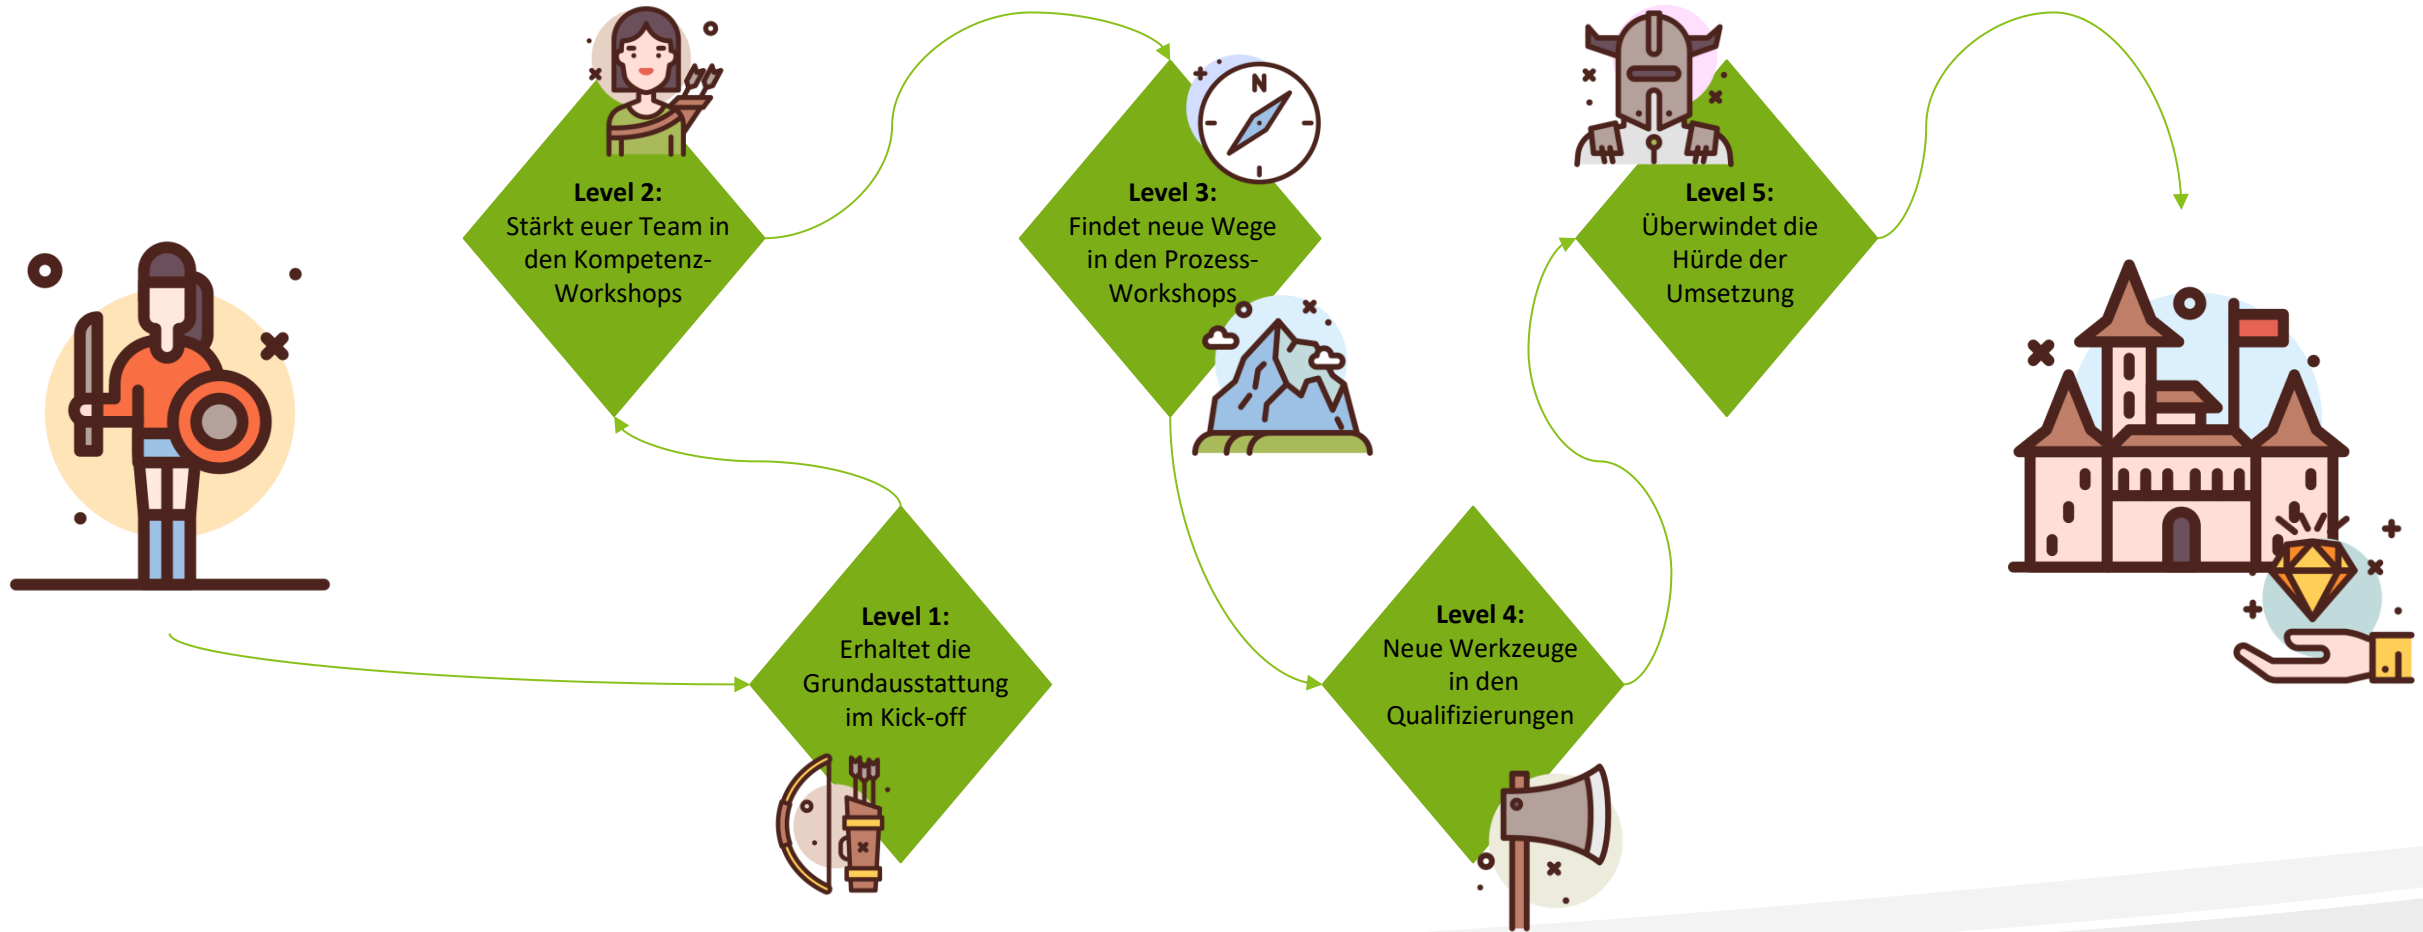 Level 1:
Erhaltet die
Grundausstattung
im Kick-off
Level 2:
Stärkt euer Team in
den Kompetenz-
Workshops
N
Level 3:
Findet neue Wege
in den Prozess-
Workshops
Level 4:
Neue Werkzeuge
in den
Qualifizierungen
Level 5:
Überwindet die
Hürde der
Umsetzung